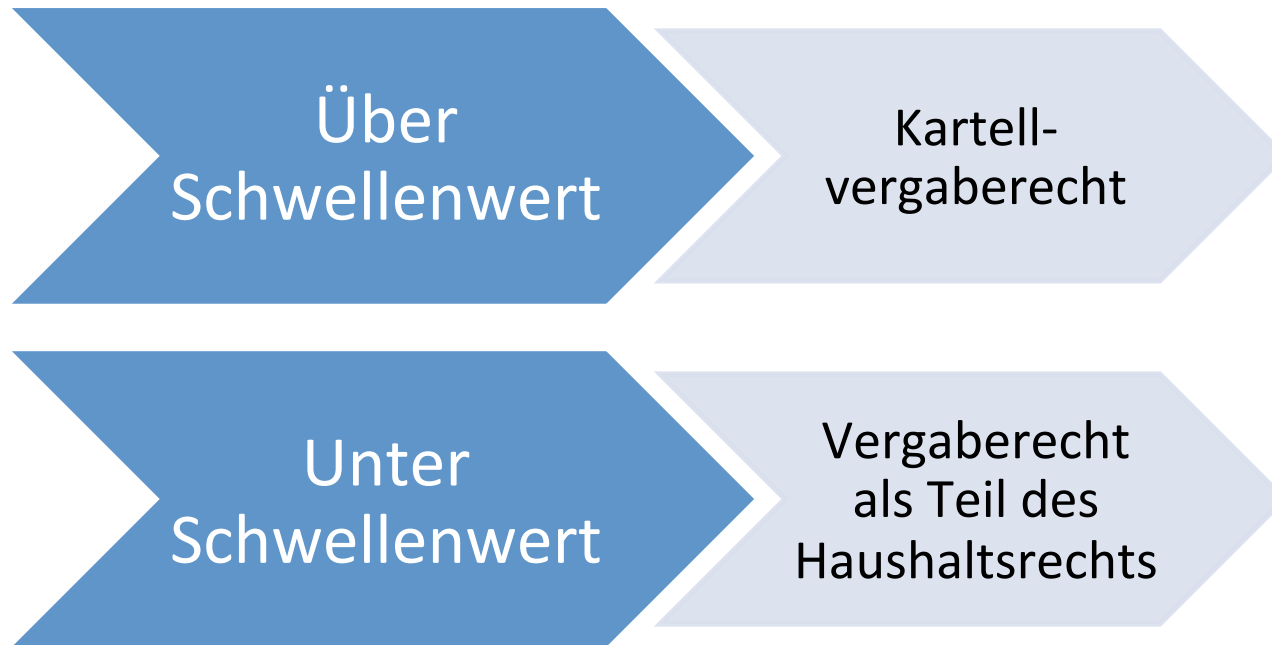 Über
Schwellenwert
Kartell-
vergaberecht
Unter
Schwellenwert
Vergaberecht
als Teil des
Haushaltsrechts